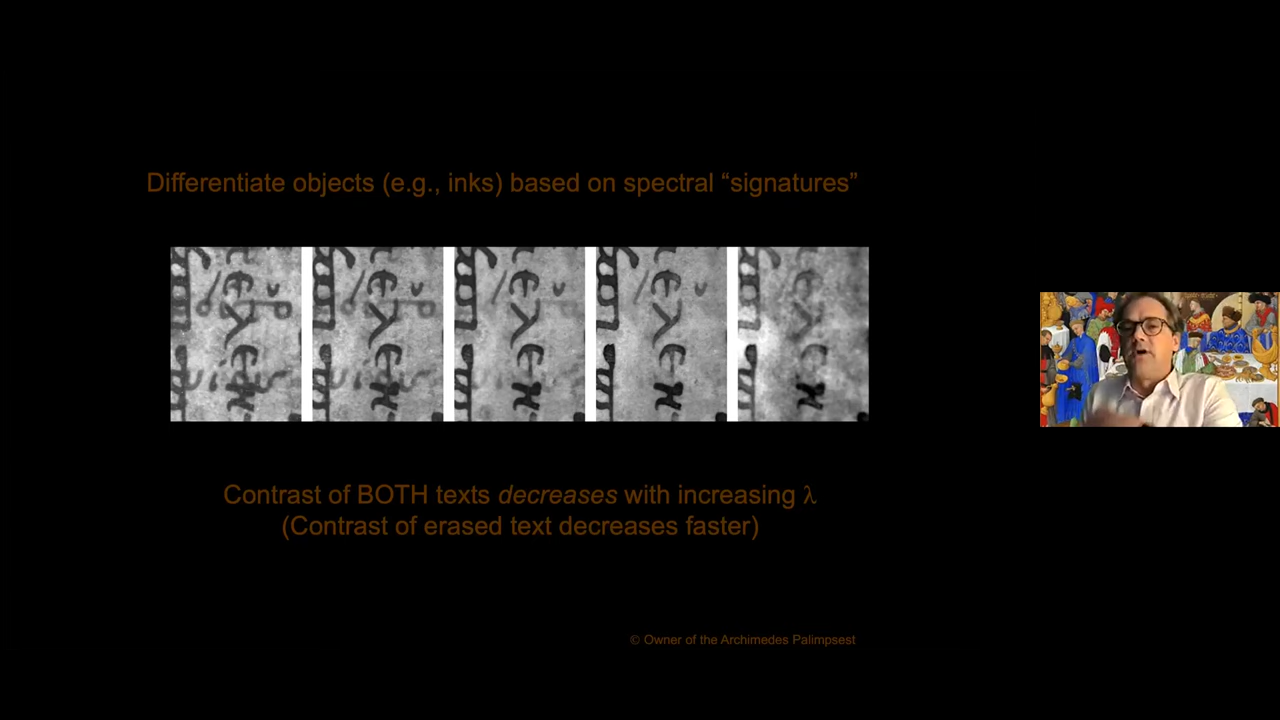 Differentiate objects (e.g., inks) based on spectral “signatures”
Contrast of BOTH texts decreases with increasing λ
(Contrast of erased text decreases faster)
© Owner of the Archimedes Palimpsest